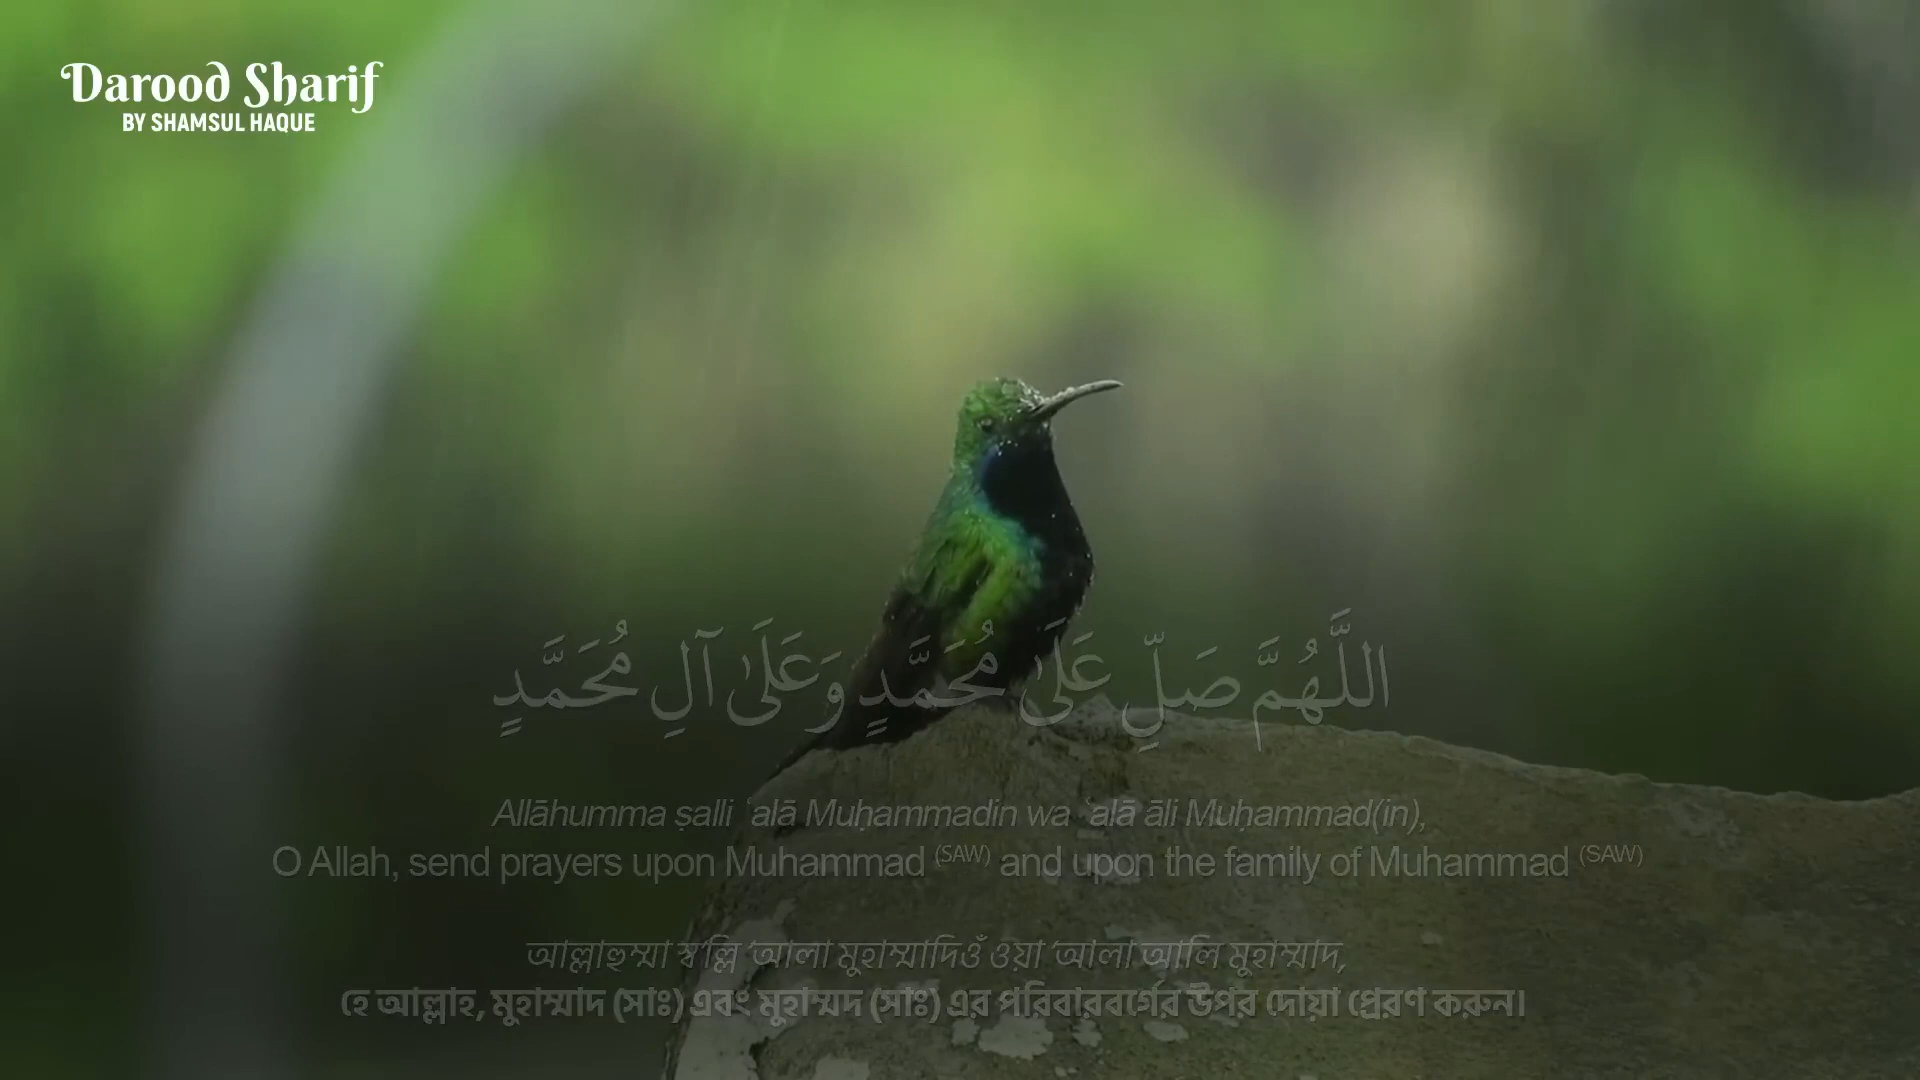 Darood Sharif
BY SHAMSUL HAQUE
اللَّهُمَّ صَلِّ عَلَىٰ مُحَمَّدٍ وَعَلَىٰ آلِ مُحَمَّدٍ
Allāhumma ṣalli ʿalā Muḥammadin wa ʿalā āli Muḥammad(in),
O Allah, send prayers upon Muhammad (SAW) and upon the family of Muhammad (SAW)
আল্লাহুম্মা স্ব'ল্লি 'আলা মুহাম্মাদিওঁ ওয়া 'আলা আলি মুহাম্মাদ,
হে আল্লাহ, মুহাম্মাদ (সাঃ) এবং মুহাম্মদ (সাঃ) এর পরিবারবর্গের উপর দোয়া প্রেরণ করুন।